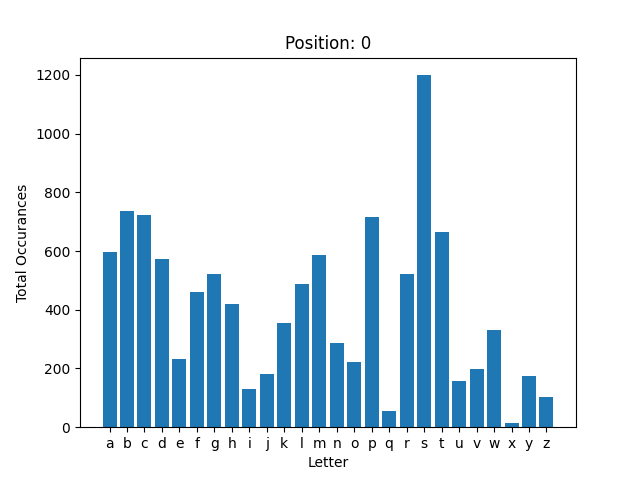 Position: 0
Total Occurances
1200
1000
800
600
400
200
0
a b c d e f g h i j k l m n o p q r s t u v w x y z
Letter